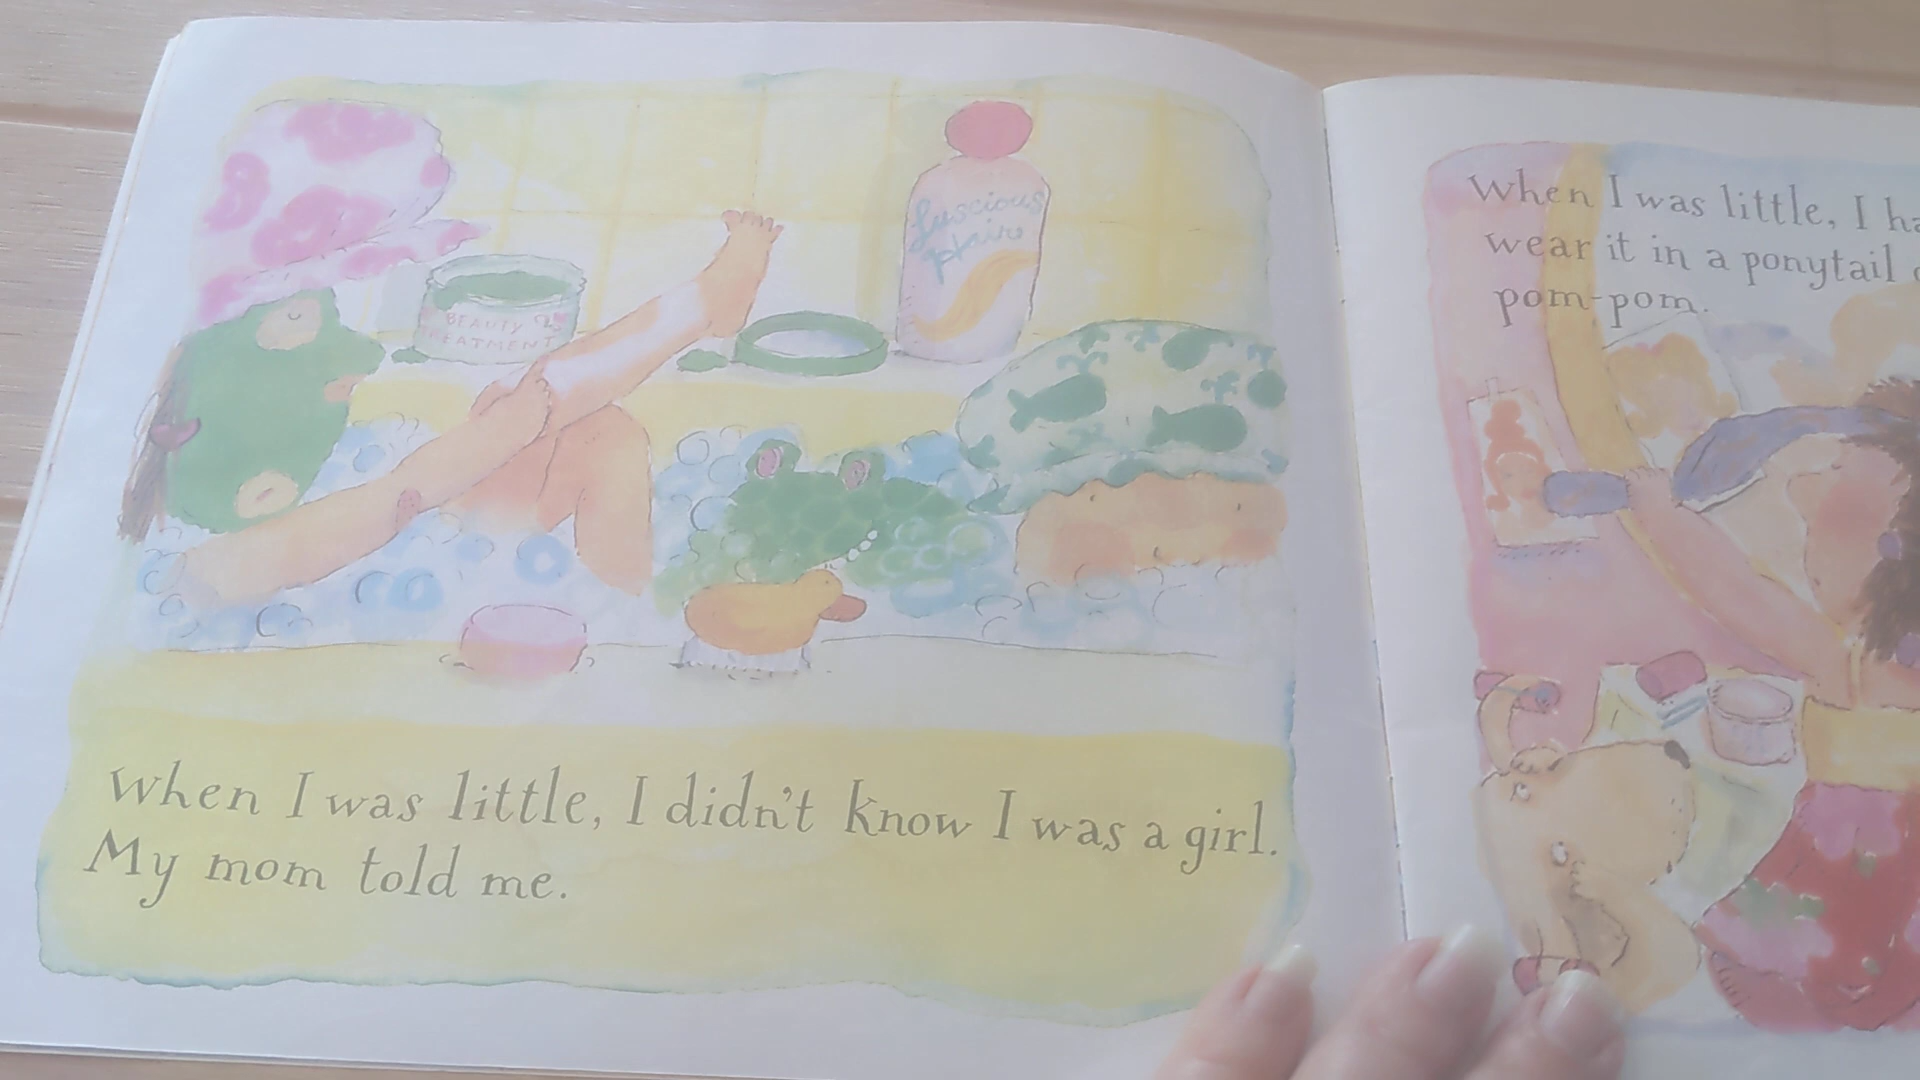 Luscious
Hair
BEAUTY
TREATMENT
When I was little, I didn't know I was a girl.
My mom told me.
When I was little, I
wear it in a ponytail
pom-pom.